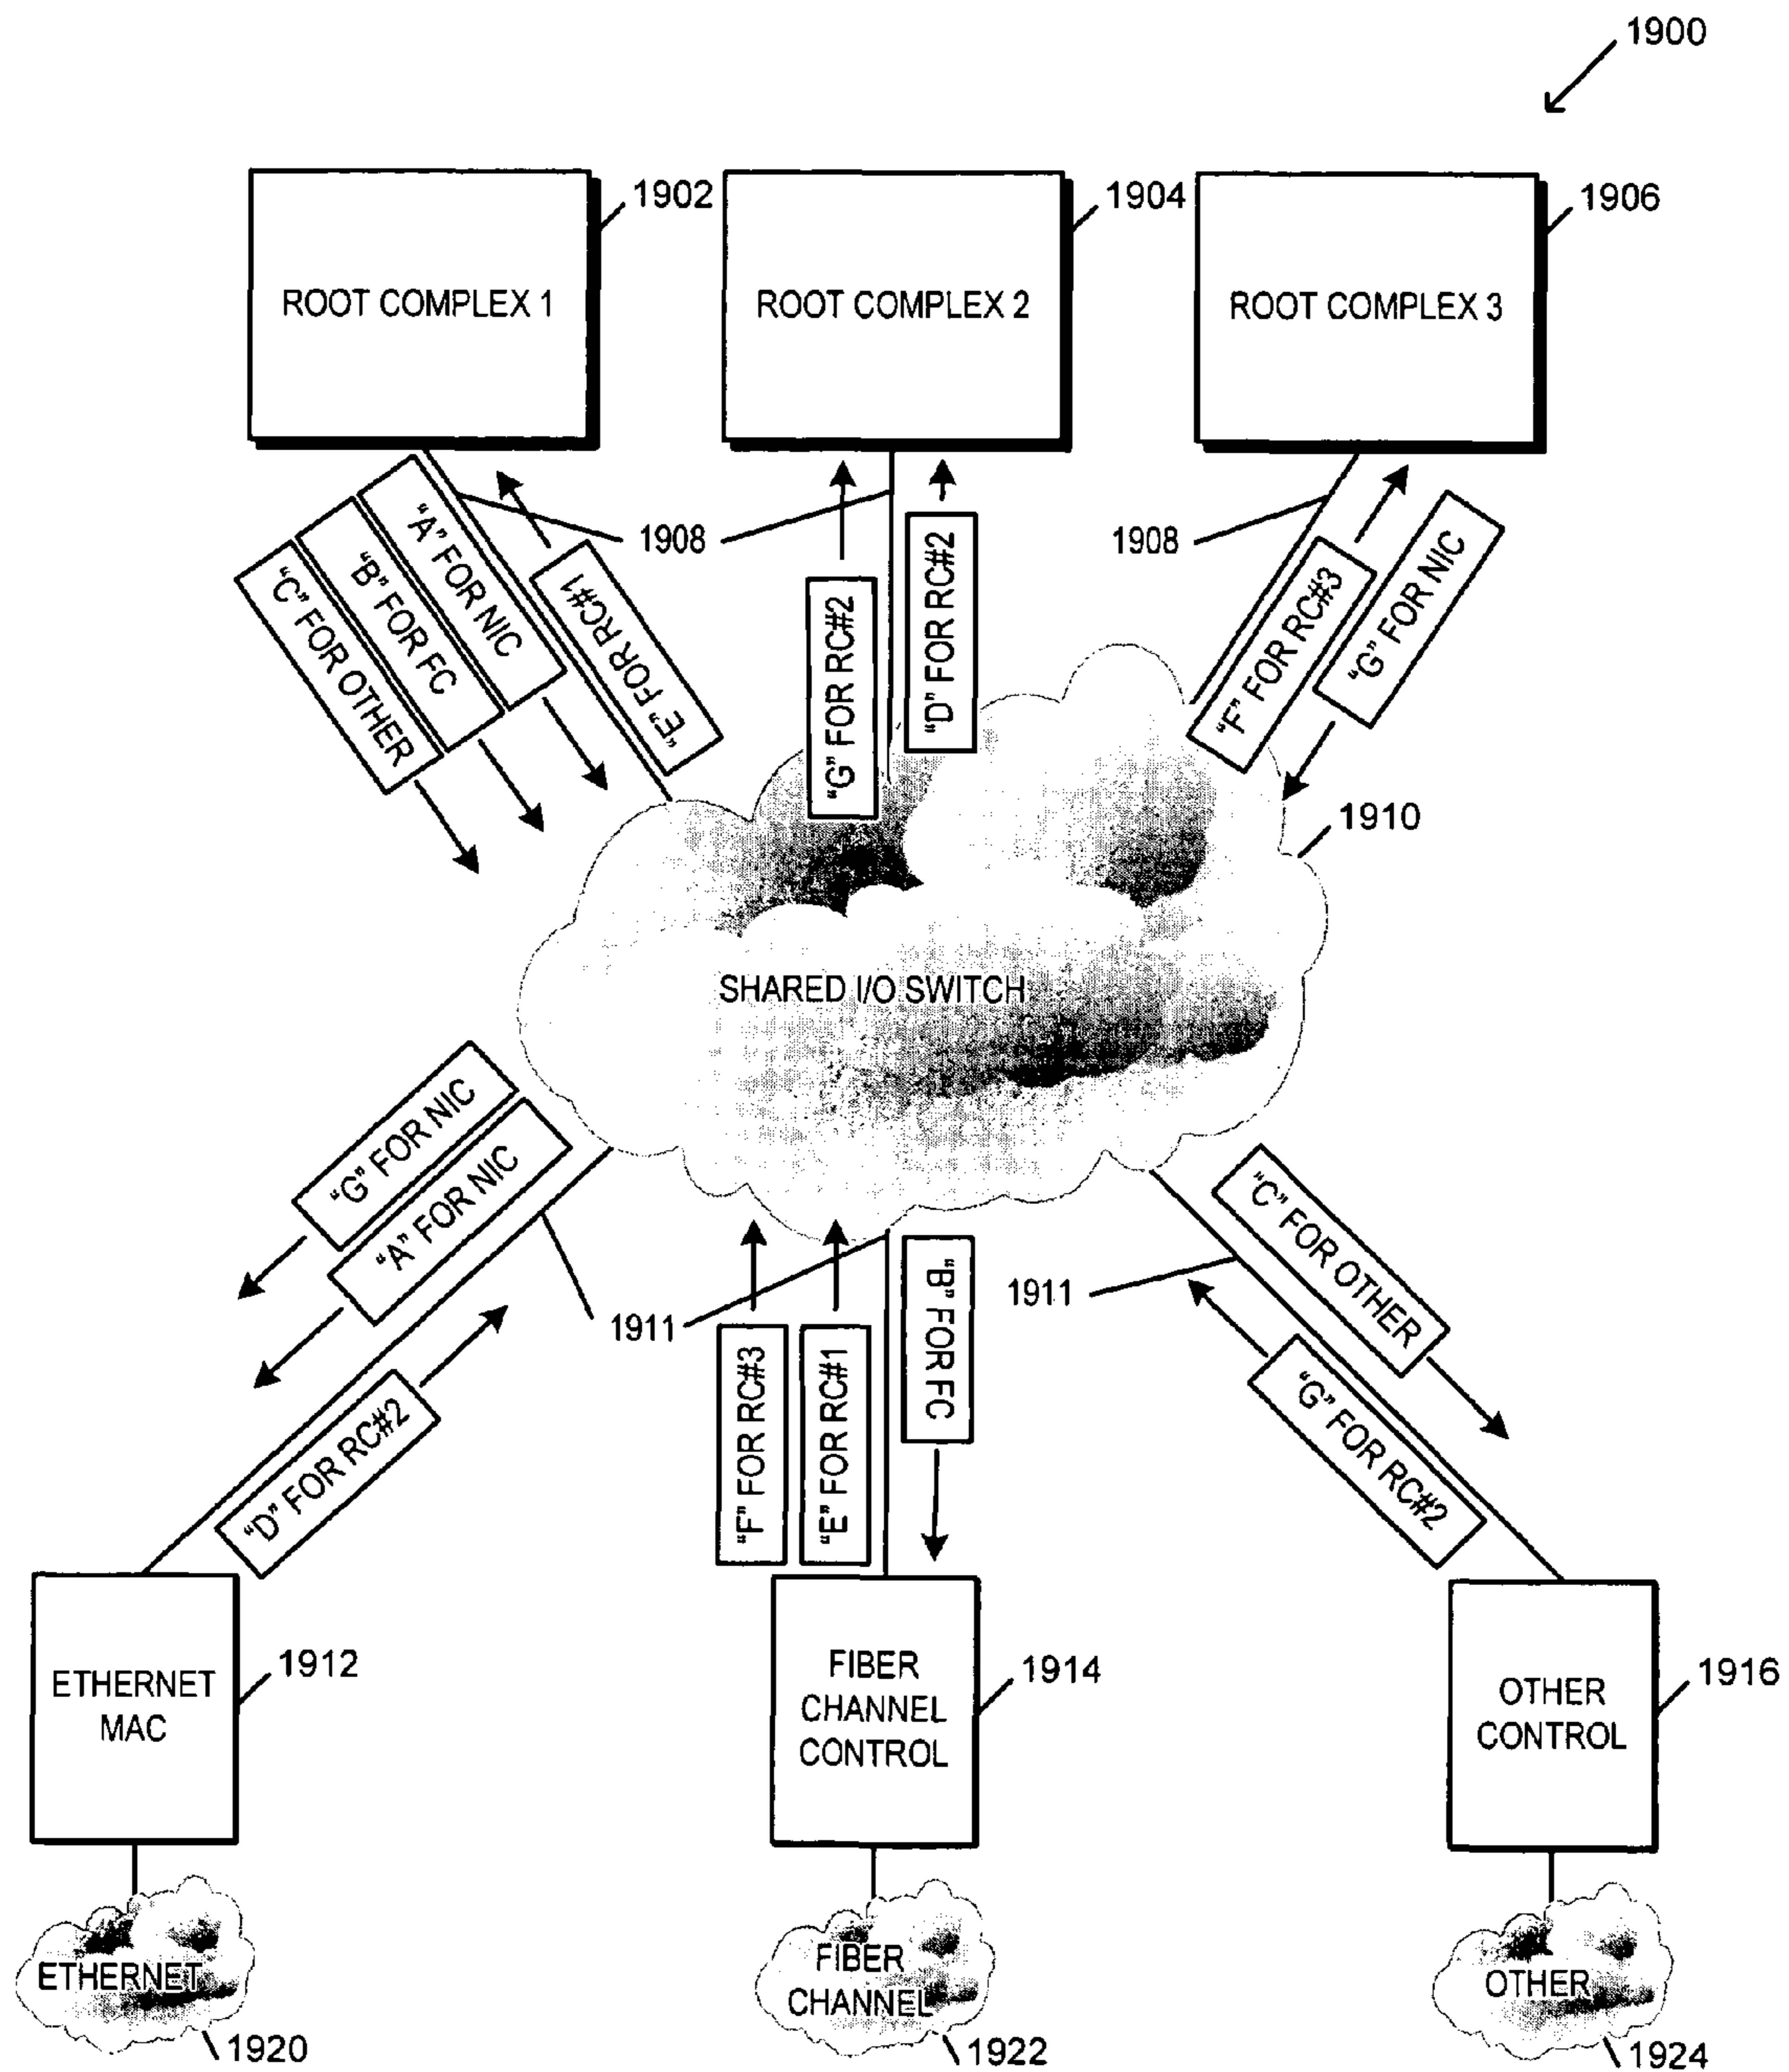 1900
1902
1904
1906
ROOT COMPLEX 1
ROOT COMPLEX 2
ROOT COMPLEX 3
1908
1908
"A" FOR NIC
"B" FOR FC
"C" FOR OTHER
"E" FOR RC#1
"G" FOR RC#2
"D" FOR RC#2
"F" FOR RC#3
"G" FOR NIC
1910
SHARED I/O SWITCH
"G" FOR NIC
"A" FOR NIC
"D" FOR RC#2
1911
"F" FOR RC#3
"E" FOR RC#1
"B" FOR FC
1911
"C" FOR OTHER
"G" FOR RC#2
ETHERNET
MAC
1912
FIBER
CHANNEL
CONTROL
1914
OTHER
CONTROL
1916
ETHERNET
1920
FIBER
CHANNEL
1922
OTHER
1924